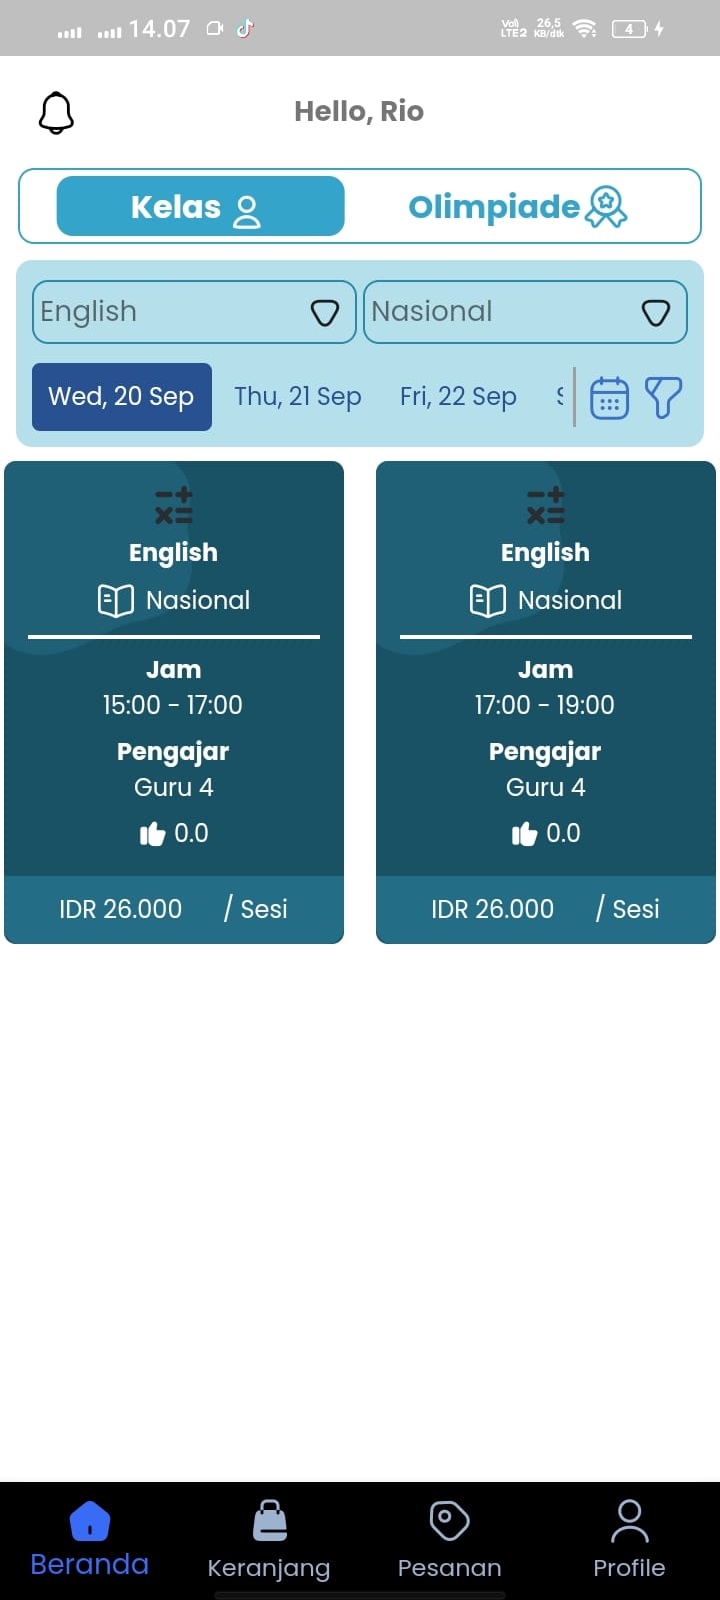 14.07
Vo) LTE2 26,5 KB/dtk 4
Hello, Rio
Kelas Olimpiade
English Nasional
Wed, 20 Sep Thu, 21 Sep Fri, 22 Sep
English English
Nasional Nasional
Jam Jam
15:00 - 17:00 17:00 - 19:00
Pengajar Pengajar
Guru 4 Guru 4
0.0 0.0
IDR 26.000 / Sesi IDR 26.000 / Sesi
Beranda Keranjang Pesanan Profile